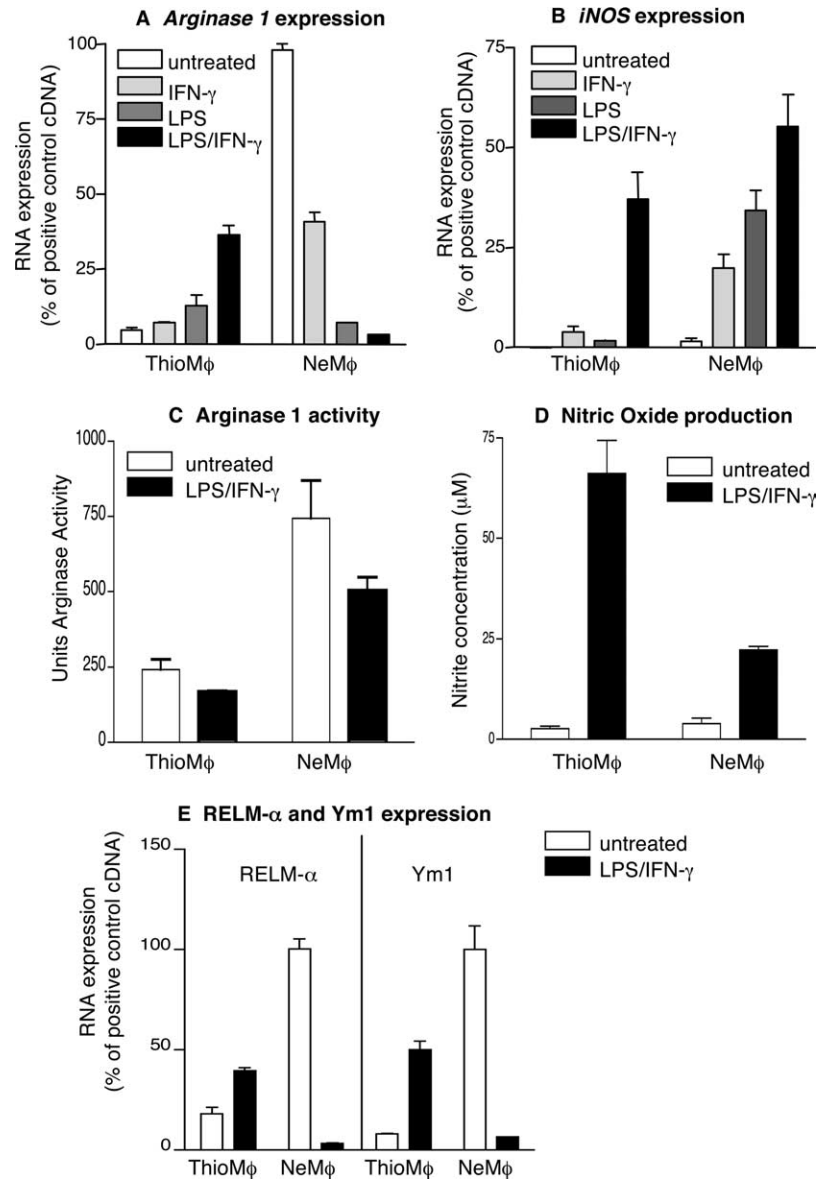 A Arginase 1 expression
RNA expression
(% of positive control cDNA)
100
75
50
25
0
untreated
IFN-γ
LPS
LPS/IFN-γ
ThioMϕ NeMϕ
B iNOS expression
RNA expression
(% of positive control cDNA)
75
50
25
0
untreated
IFN-γ
LPS
LPS/IFN-γ
ThioMϕ NeMϕ
C Arginase 1 activity
Units Arginase Activity
1000
750
500
250
0
untreated
LPS/IFN-γ
ThioMϕ NeMϕ
D Nitric Oxide production
Nitrite concentration (μM)
75
50
25
0
untreated
LPS/IFN-γ
ThioMϕ NeMϕ
E RELM-α and Ym1 expression
RNA expression
(% of positive control cDNA)
150
100
50
0
RELM-α Ym1
untreated
LPS/IFN-γ
ThioMϕ NeMϕ ThioMϕ NeMϕ